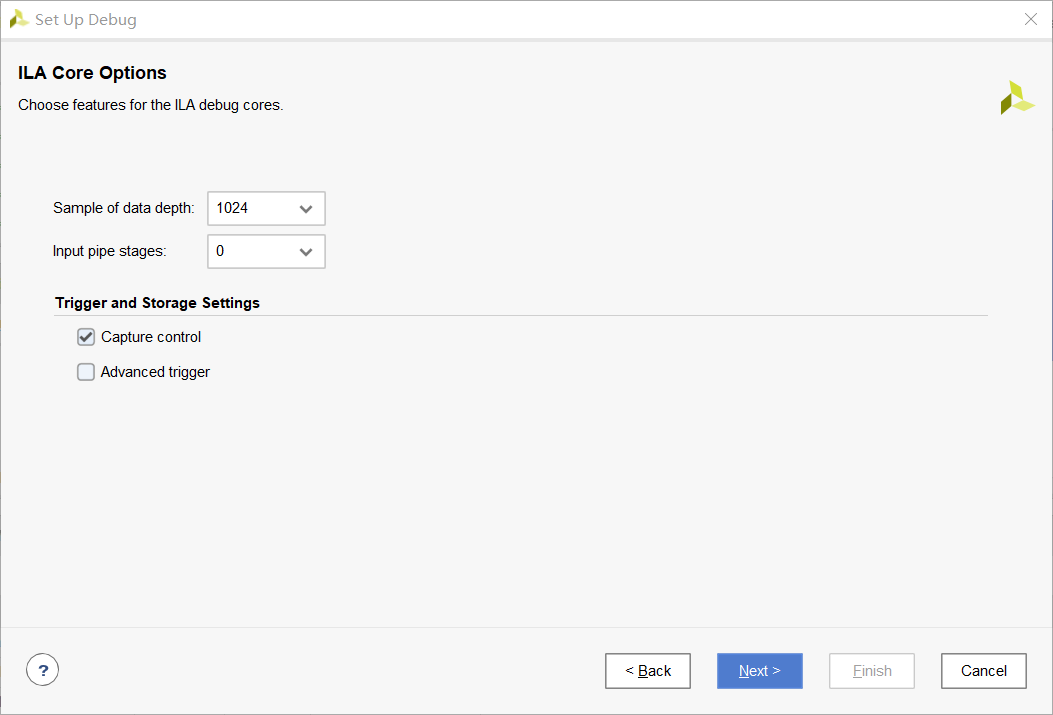 Set Up Debug
ILA Core Options
Choose features for the ILA debug cores.
Sample of data depth: 1024
Input pipe stages: 0
Trigger and Storage Settings
Capture control
Advanced trigger
? < Back Next > Finish Cancel